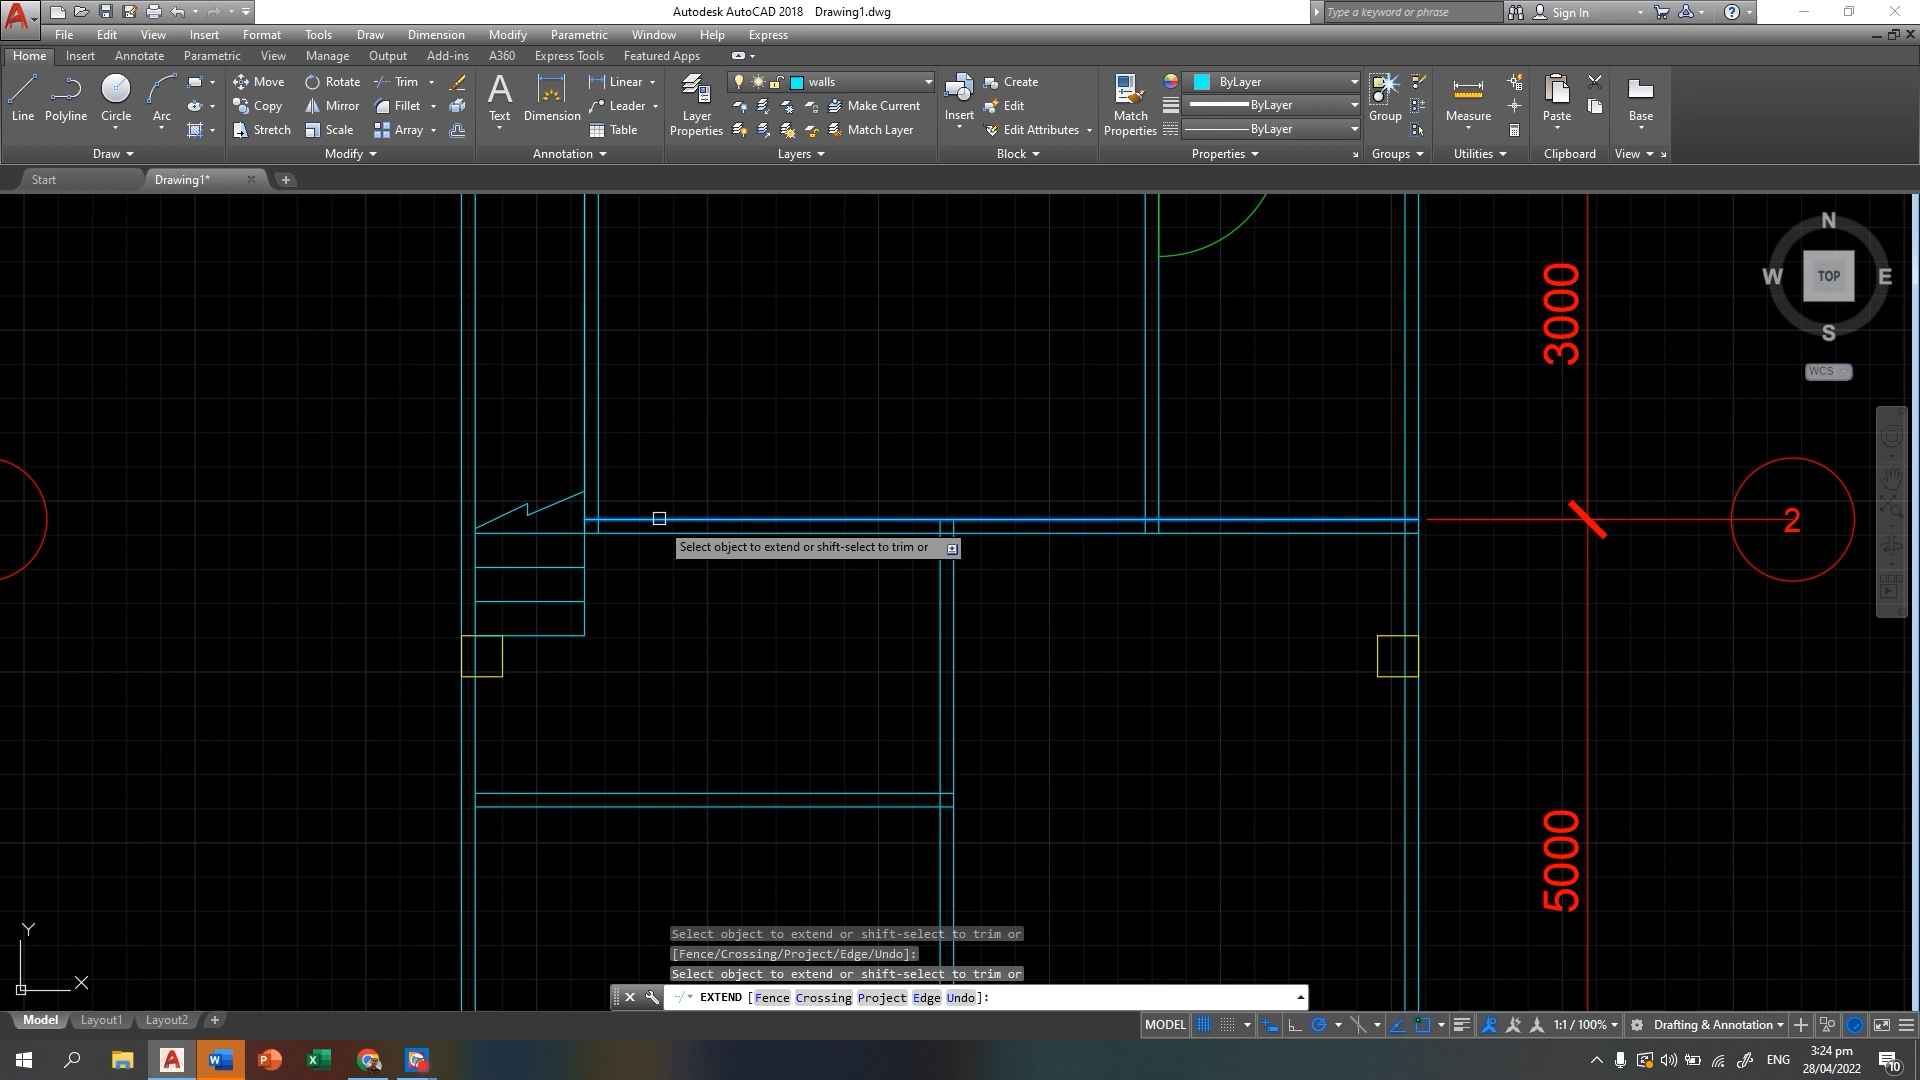 Autodesk AutoCAD 2018 Drawing1.dwg
Type a keyword or phrase
Sign In
File Edit View Insert Format Tools Draw Dimension Modify Parametric Window Help Express
Home Insert Annotate Parametric View Manage Output Add-ins A360 Express Tools Featured Apps
Line Polyline Circle Arc
Move Rotate Trim
Copy Mirror Fillet
Stretch Scale Array
Text Dimension
Linear
Leader
Table
Layer Properties
walls
Make Current
Match Layer
Insert
Create
Edit
Edit Attributes
Match Properties
ByLayer
ByLayer
ByLayer
Group
Measure
Paste
Base
Draw Modify Annotation Layers Block Properties Groups Utilities Clipboard View
Start Drawing1*
N
W TOP E
S
WCS
3000
2
5000
Select object to extend or shift-select to trim or
Y
X
Select object to extend or shift-select to trim or
[Fence/Crossing/Project/Edge/Undo]:
Select object to extend or shift-select to trim or
EXTEND [Fence Crossing Project Edge Undo]:
Model Layout1 Layout2
MODEL 1:1 / 100% Drafting & Annotation
ENG
3:24 pm
28/04/2022
10